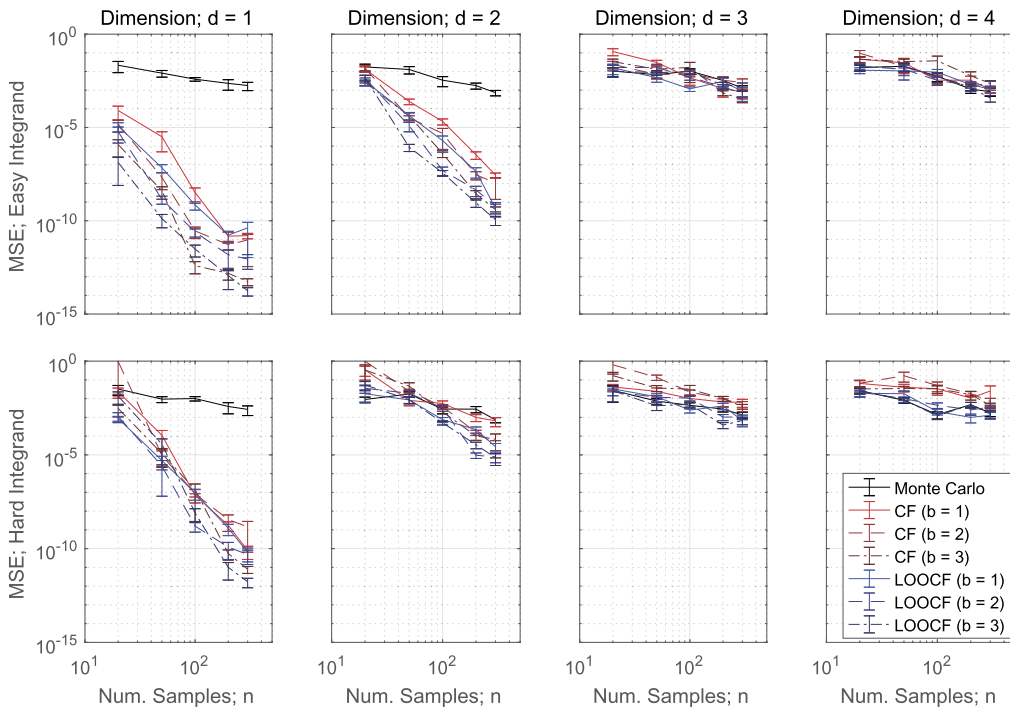 Dimension; d = 1
Dimension; d = 2
Dimension; d = 3
Dimension; d = 4
MSE; Easy Integrand
10^0
10^-5
10^-10
10^-15
MSE; Hard Integrand
10^0
10^-5
10^-10
10^-15
Monte Carlo
CF (b = 1)
CF (b = 2)
CF (b = 3)
LOOCF (b = 1)
LOOCF (b = 2)
LOOCF (b = 3)
10^1 10^2
10^1 10^2
10^1 10^2
10^1 10^2
Num. Samples; n
Num. Samples; n
Num. Samples; n
Num. Samples; n